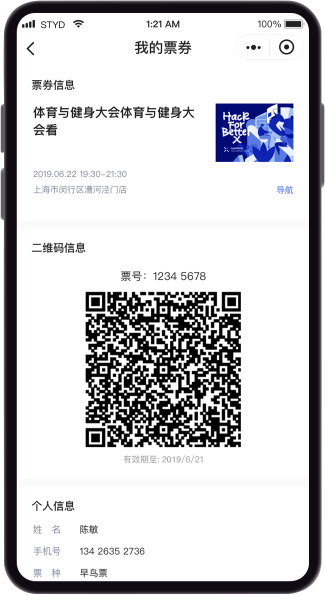 STYD
1:21 AM
100%
我的票券
票券信息
体育与健身大会体育与健身大
会看
Hack
For
Better
2019.06.22 19:30-21:30
上海市闵行区漕河泾门店
导航
二维码信息
票号：1234 5678
有效期至: 2019/6/21
个人信息
姓 名 陈敏
手机号 134 2635 2736
票 种 早鸟票